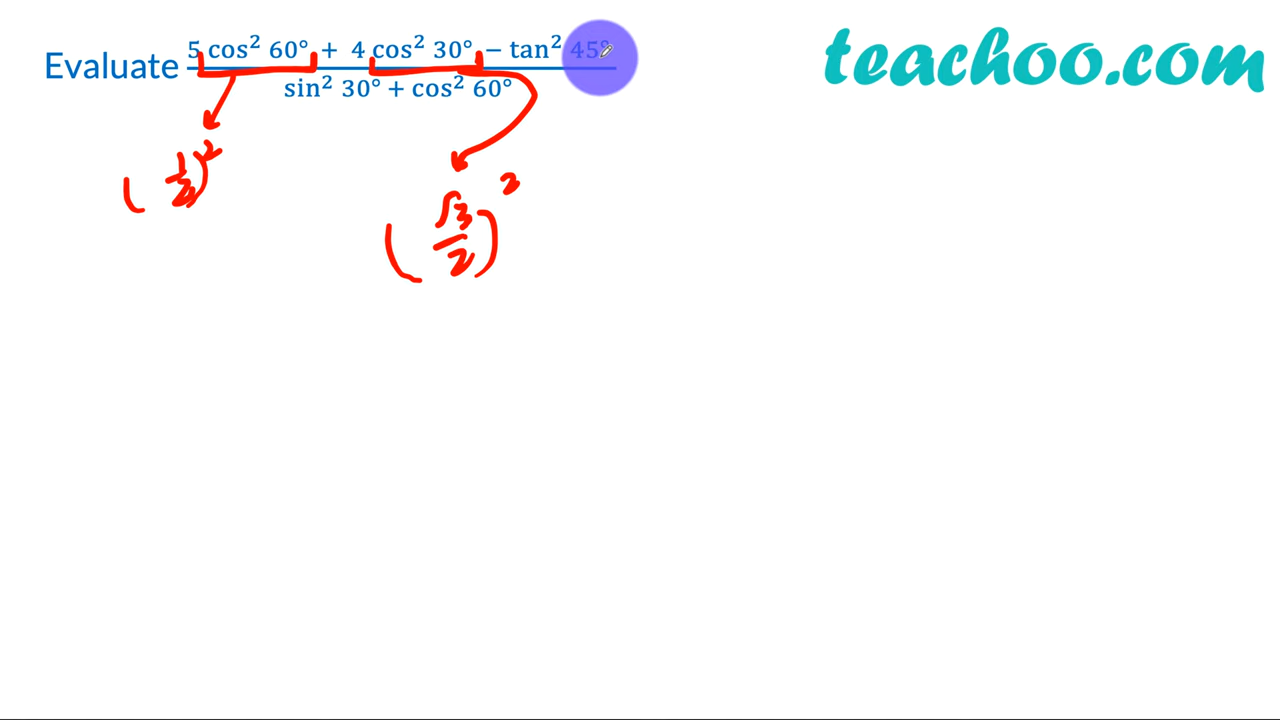 teachoo.com
Evaluate (5 cos² 60° + 4 cos² 30° − tan² 45°) / (sin² 30° + cos² 60°)
(1/2)²
(√3/2)²